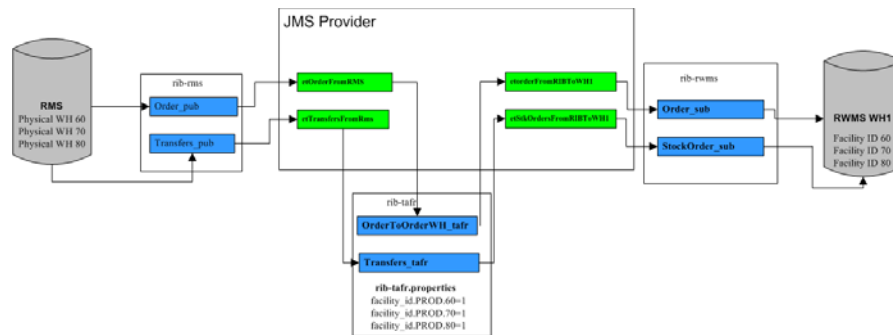 JMS Provider
RMS
Physical WH 60
Physical WH 70
Physical WH 80
rib-rms
Order_pub
Transfers_pub
etOrderFromRMS
etTransfersFromRms
etorderFromRIBToWH1
etStkOrdersFromRIBToWH1
rib-rwms
Order_sub
StockOrder_sub
RWMS WH1
Facility ID 60
Facility ID 70
Facility ID 80
rib-tafr
OrderToOrderWH_tafr
Transfers_tafr
rib-tafr.properties
facility_id.PROD.60=1
facility_id.PROD.70=1
facility_id.PROD.80=1